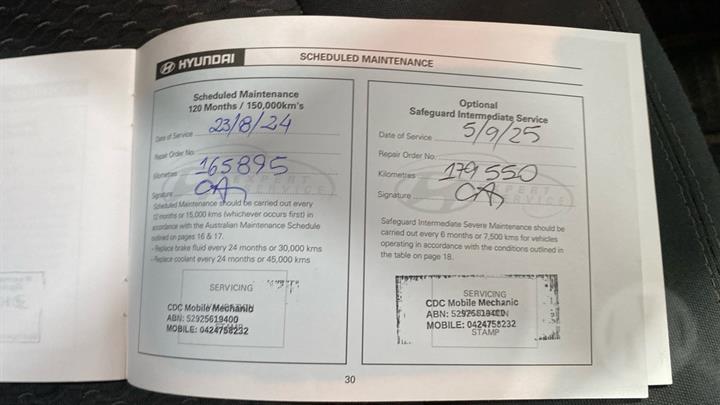 HYUNDAI
SCHEDULED MAINTENANCE
Scheduled Maintenance
120 Months / 150,000km's
Date of Service 23/8/24
Repair Order No.
Kilometres 165895
Signature CA
Scheduled Maintenance should be carried out every
12 months or 15,000 kms (whichever occurs first) in
accordance with the Australian Maintenance Schedule
outlined on pages 16 & 17.
- Replace brake fluid every 24 months or 30,000 kms
- Replace coolant every 24 months or 45,000 kms
SERVICING
CDC Mobile Mechanic
ABN: 52925619400
MOBILE: 0424758232
STAMP
Optional
Safeguard Intermediate Service
Date of Service 5/9/25
Repair Order No.
Kilometres 179550
Signature CA
EXPERT
SERVICE
Safeguard Intermediate Severe Maintenance should be
carried out every 6 months or 7,500 kms for vehicles
operating in accordance with the conditions outlined in
the table on page 18.
SERVICING
CDC Mobile Mechanic
ABN: 52925619400
MOBILE: 0424758232
STAMP
30